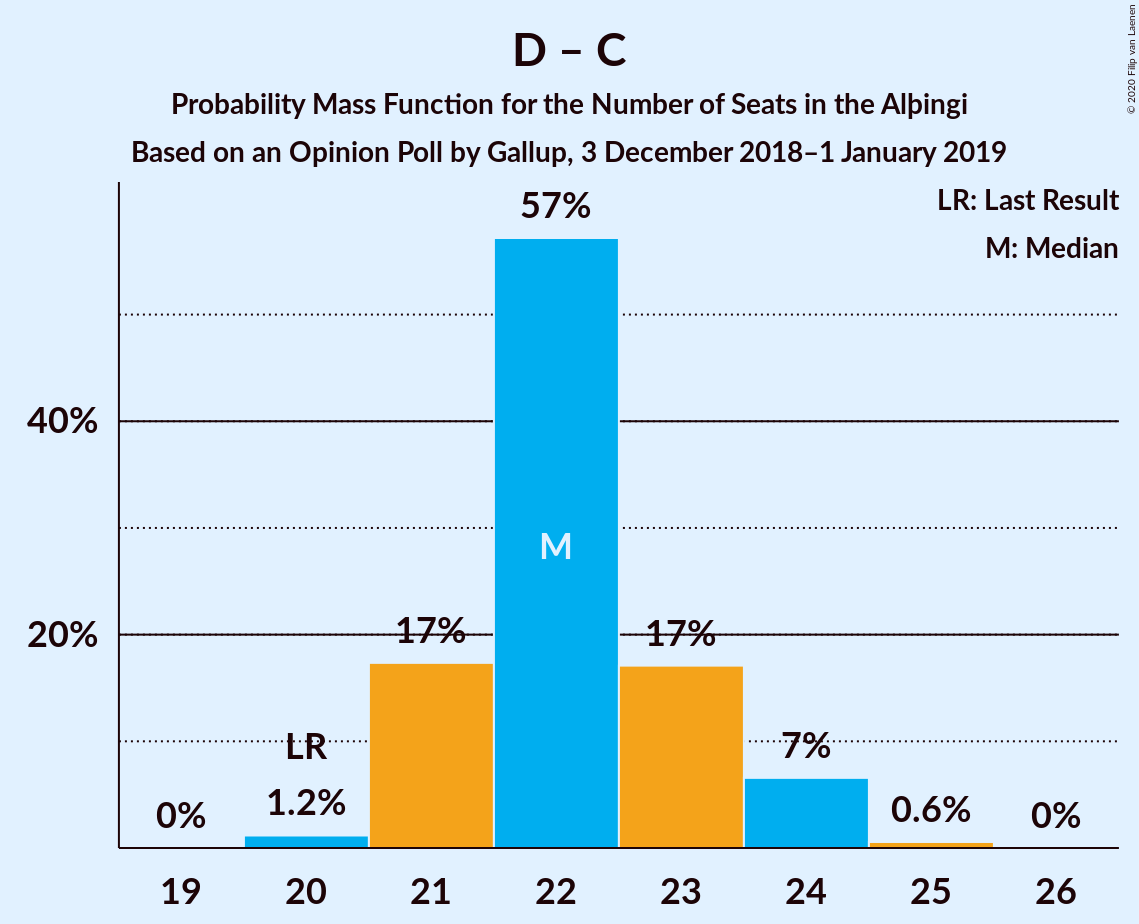 D – C
Probability Mass Function for the Number of Seats in the Alþingi
Based on an Opinion Poll by Gallup, 3 December 2018–1 January 2019
© 2020 Filip van Laenen
LR: Last Result
M: Median
57%
40%
M
20%
17%
17%
LR
7%
0%
1.2%
0.6%
0%
19 20 21 22 23 24 25 26